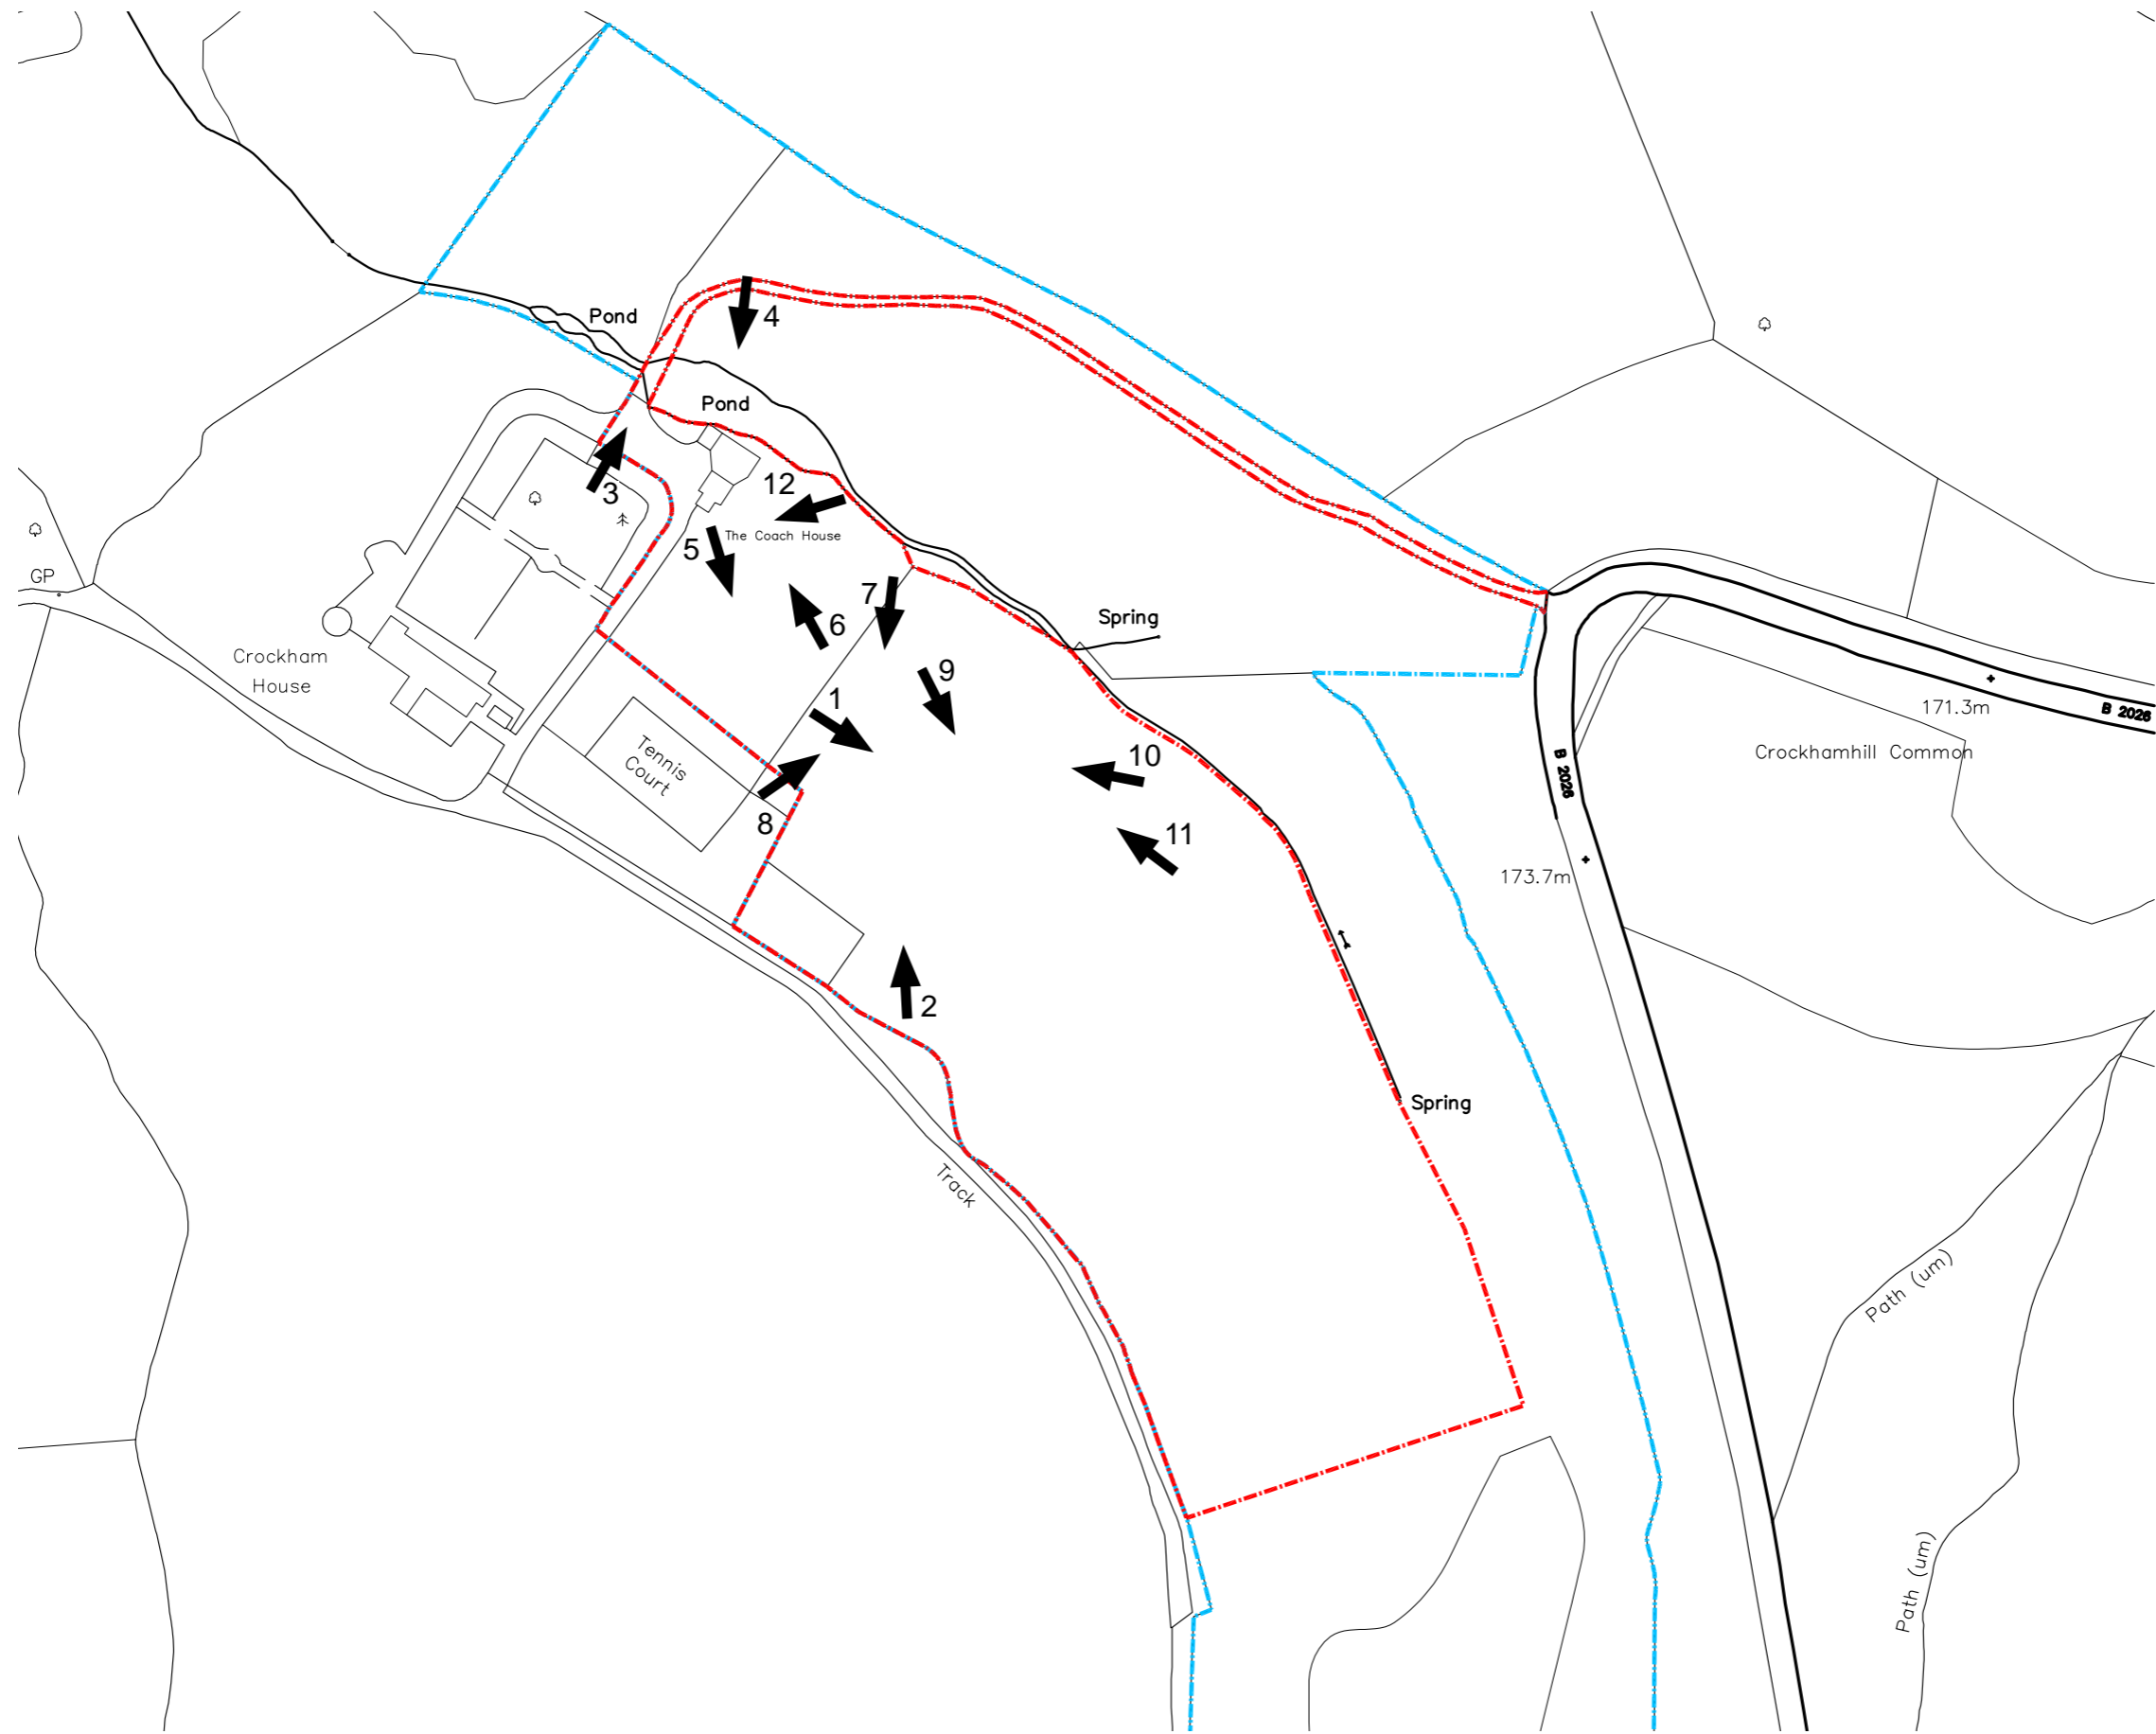 Pond
4
Pond
12
3
5
The Coach House
GP
7
6
Spring
Crockham
House
9
1
171.3m
B 2026
Tennis
Court
10
Crockhamhill Common
B 2026
8
11
173.7m
2
Spring
Track
Path (um)
Path (um)